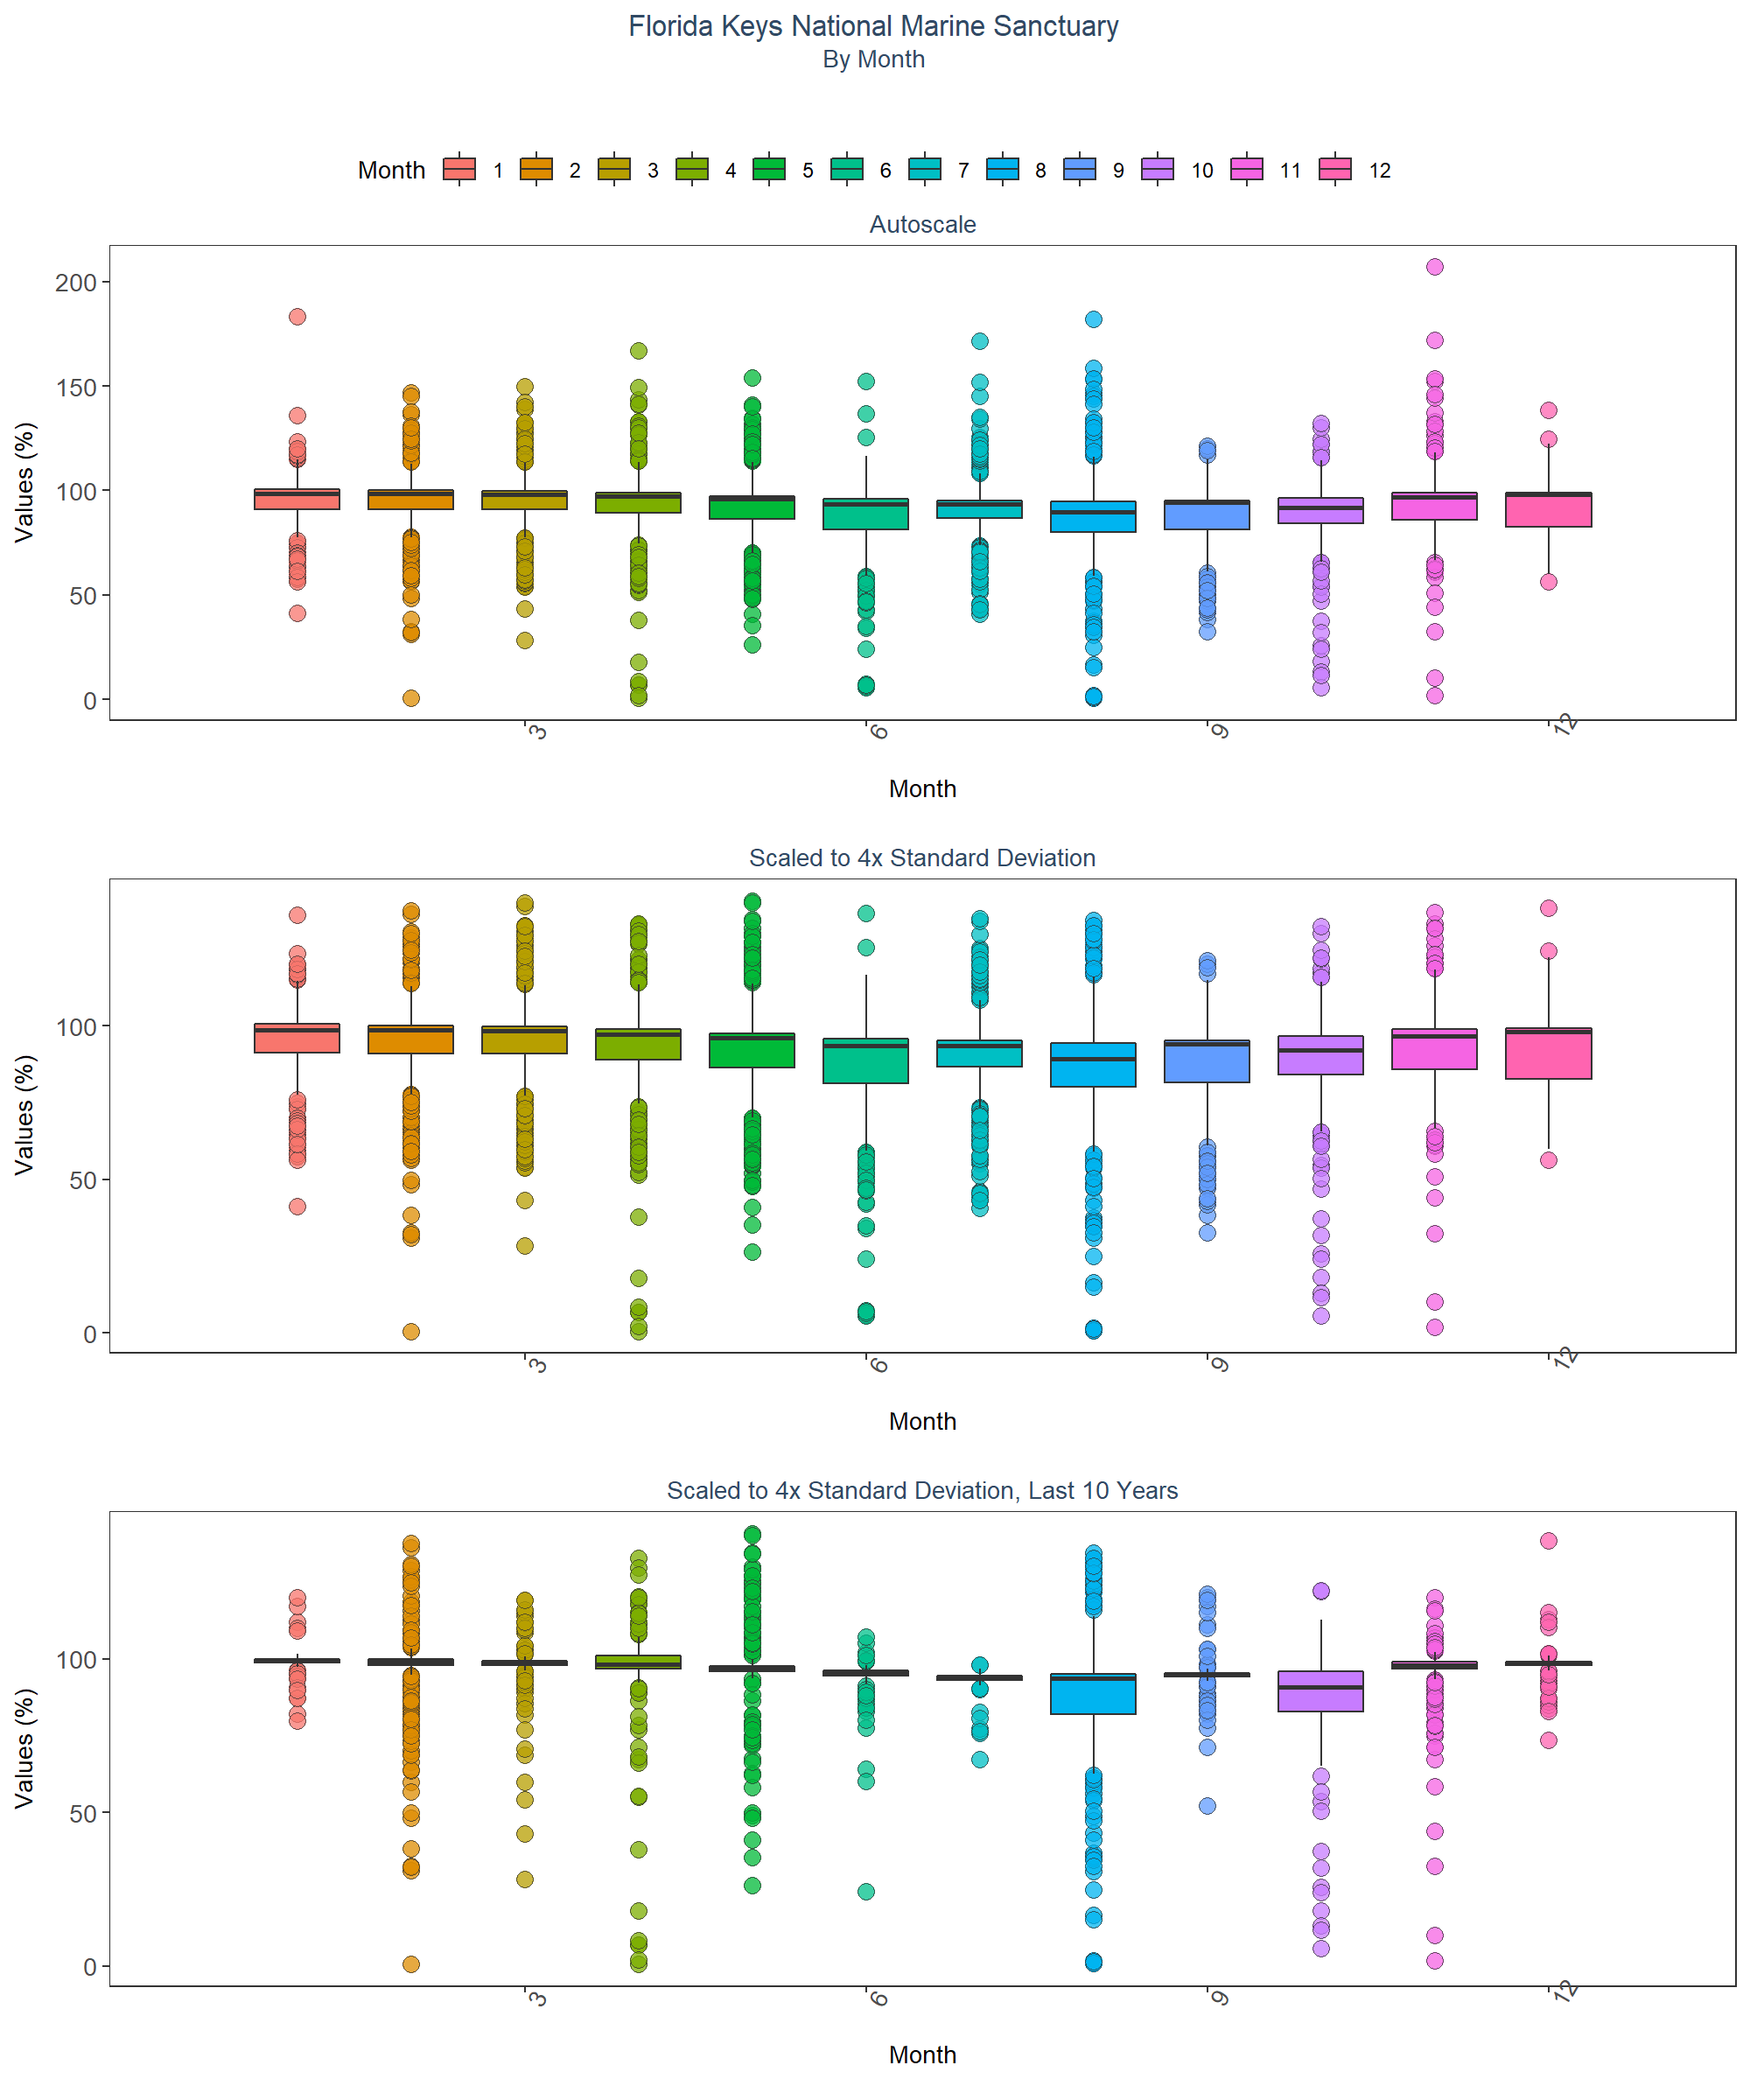 Florida Keys National Marine Sanctuary
By Month
Month 1 2 3 4 5 6 7 8 9 10 11 12
Autoscale
Values (%)
200
150
100
50
0
3 6 9 12
Month
Scaled to 4x Standard Deviation
Values (%)
100
50
0
3 6 9 12
Month
Scaled to 4x Standard Deviation, Last 10 Years
Values (%)
100
50
0
3 6 9 12
Month